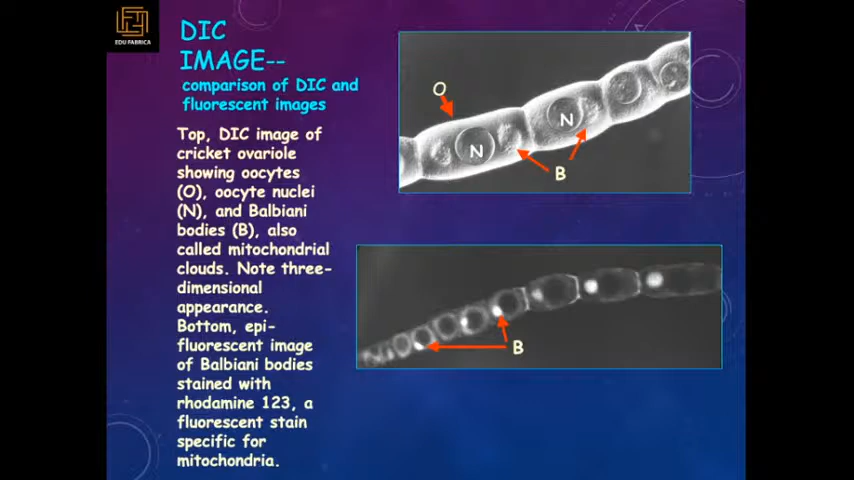 EDU FABRICA
DIC
IMAGE--
comparison of DIC and
fluorescent images
Top, DIC image of
cricket ovariole
showing oocytes
(O), oocyte nuclei
(N), and Balbiani
bodies (B), also
called mitochondrial
clouds. Note three-
dimensional
appearance.
Bottom, epi-
fluorescent image
of Balbiani bodies
stained with
rhodamine 123, a
fluorescent stain
specific for
mitochondria.
O
N
N
B
B